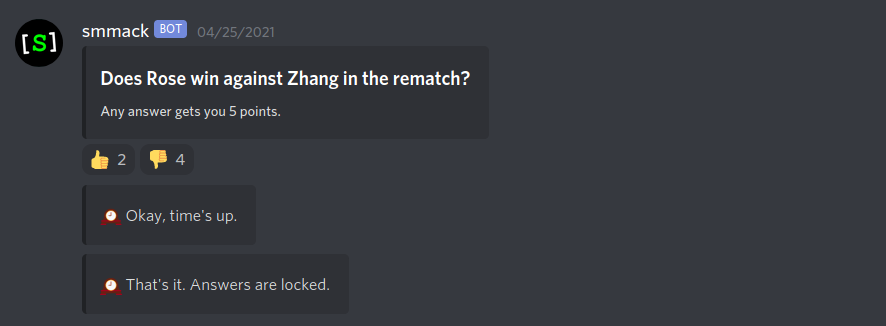 [S]
smmack BOT 04/25/2021
Does Rose win against Zhang in the rematch?
Any answer gets you 5 points.
👍 2 👎 4
🕰 Okay, time's up.
🕰 That's it. Answers are locked.